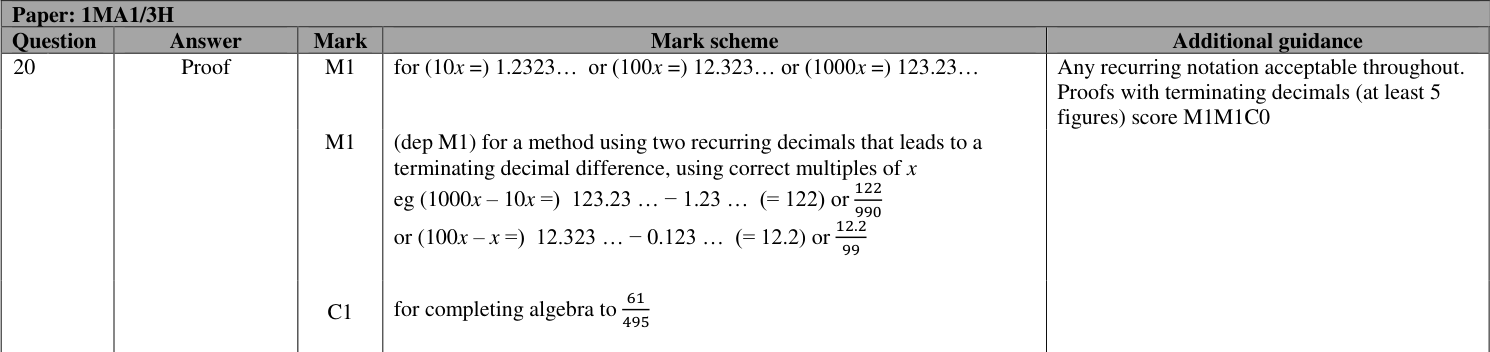 Paper: 1MA1/3H
Question Answer Mark Mark scheme Additional guidance
20 Proof M1 for (10x =) 1.2323… or (100x =) 12.323… or (1000x =) 123.23… Any recurring notation acceptable throughout.
Proofs with terminating decimals (at least 5
figures) score M1M1C0
M1 (dep M1) for a method using two recurring decimals that leads to a
terminating decimal difference, using correct multiples of x
eg (1000x – 10x =) 123.23 … − 1.23 … (= 122) or 122/990
or (100x – x =) 12.323 … − 0.123 … (= 12.2) or 12.2/99
C1 for completing algebra to 61/495